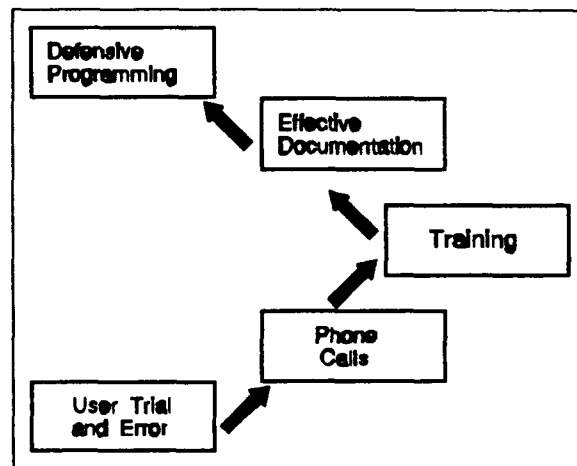 Defensive
Programming
Effective
Documentation
Training
Phone
Calls
User Trial
and Error